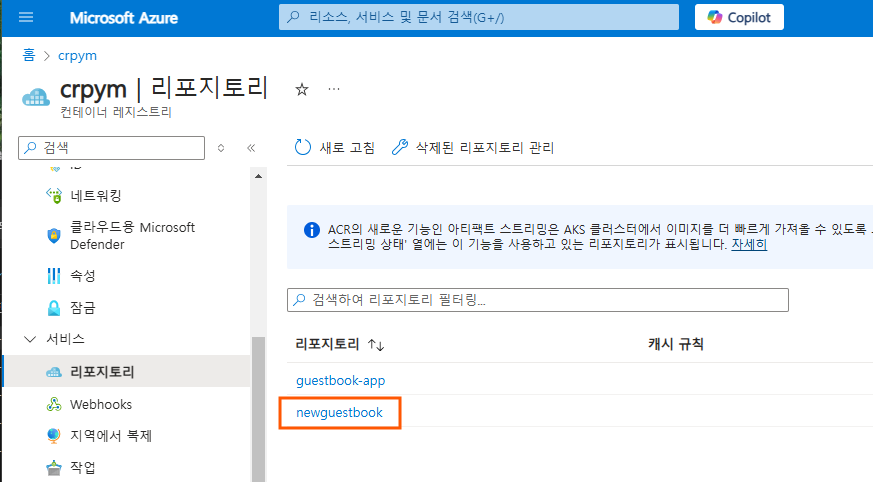 Microsoft Azure
리소스, 서비스 및 문서 검색(G+/)
Copilot
홈 > crpym
crpym | 리포지토리
컨테이너 레지스트리
검색
새로 고침
삭제된 리포지토리 관리
네트워킹
클라우드용 Microsoft
Defender
속성
잠금
서비스
리포지토리
Webhooks
지역에서 복제
작업
ACR의 새로운 기능인 아티팩트 스트리밍은 AKS 클러스터에서 이미지를 더 빠르게 가져올 수 있도록
스트리밍 상태' 열에는 이 기능을 사용하고 있는 리포지토리가 표시됩니다. 자세히
검색하여 리포지토리 필터링...
리포지토리 ↑↓
캐시 규칙
guestbook-app
newguestbook